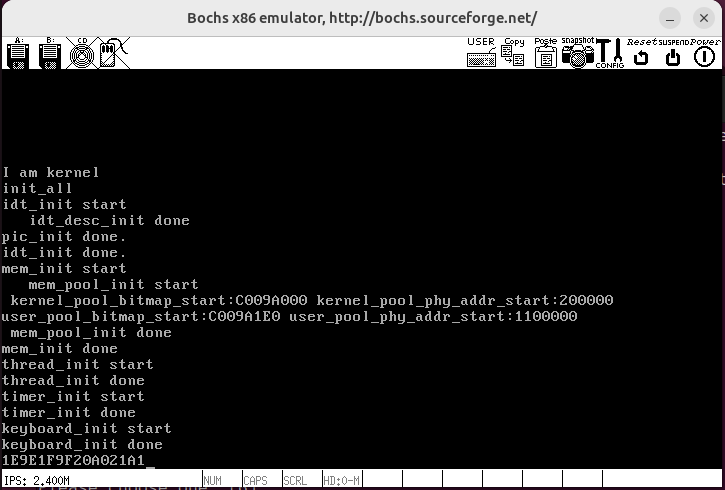 Bochs x86 emulator, http://bochs.sourceforge.net/
A: B: CD USER Copy Paste snapshot CONFIG Reset SUSPEND Power
I am kernel
init_all
idt_init start
idt_desc_init done
pic_init done.
idt_init done.
mem_init start
mem_pool_init start
kernel_pool_bitmap_start:C009A000 kernel_pool_phy_addr_start:200000
user_pool_bitmap_start:C009A1E0 user_pool_phy_addr_start:1100000
mem_pool_init done
mem_init done
thread_init start
thread_init done
timer_init start
timer_init done
keyboard_init start
keyboard_init done
1E9E1F9F20A021A1_
IPS: 2.400M NUM CAPS SCRL HD:0-M